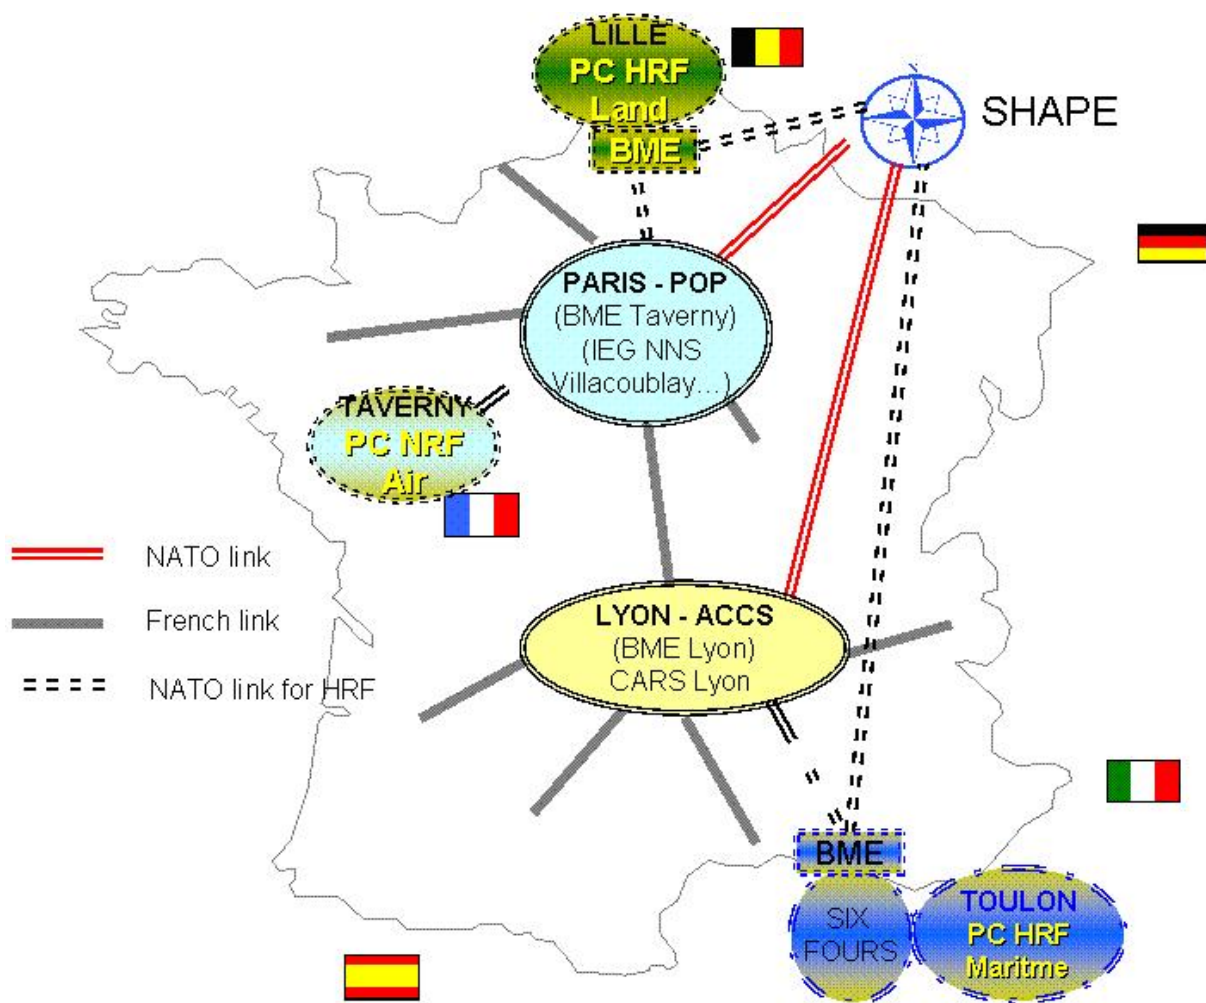 LILLE
PC HRF
Land
BME
SHAPE
PARIS - POP
(BME Taverny)
(IEG NNS
Villacoublay...)
TAVERNY
PC NRF
Air
NATO link
French link
NATO link for HRF
LYON - ACCS
(BME Lyon)
CARS Lyon
BME
SIX
FOURS
TOULON
PC HRF
Maritme